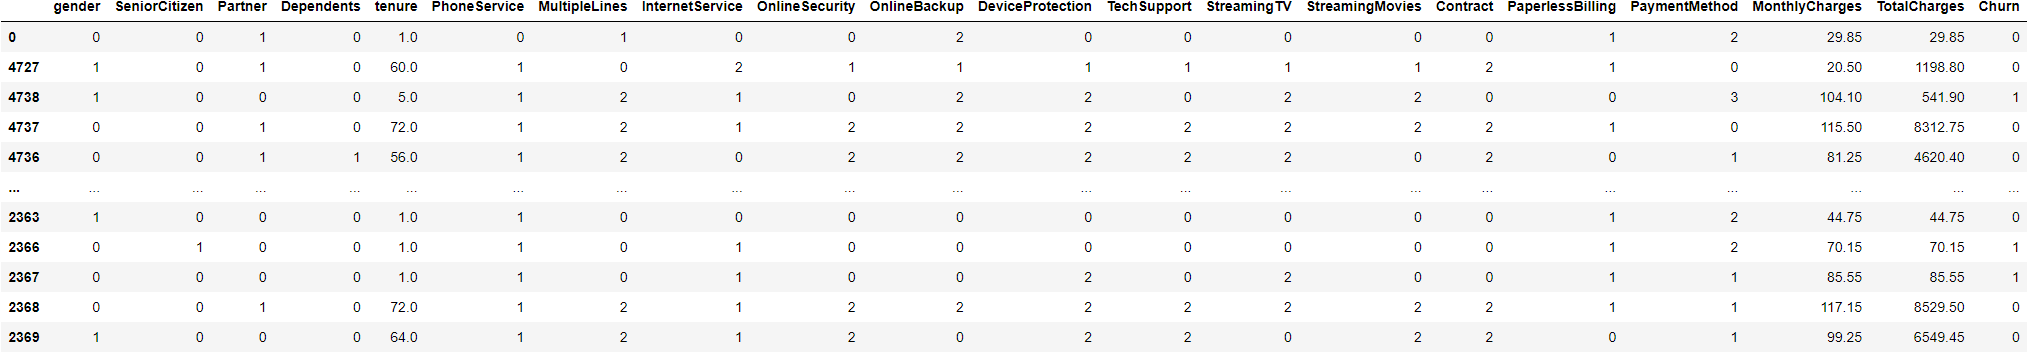 gender SeniorCitizen Partner Dependents tenure PhoneService MultipleLines InternetService OnlineSecurity OnlineBackup DeviceProtection TechSupport StreamingTV StreamingMovies Contract PaperlessBilling PaymentMethod MonthlyCharges TotalCharges Churn
0 0 0 1 0 1.0 0 1 0 0 2 0 0 0 0 0 1 2 29.85 29.85 0
4727 1 0 1 0 60.0 1 0 2 1 1 1 1 1 1 2 1 0 20.50 1198.80 0
4738 1 0 0 0 5.0 1 2 1 0 2 2 0 2 2 0 0 3 104.10 541.90 1
4737 0 0 1 0 72.0 1 2 1 2 2 2 2 2 2 2 1 0 115.50 8312.75 0
4736 0 0 1 1 56.0 1 2 0 2 2 2 2 2 0 2 0 1 81.25 4620.40 0
... ... ... ... ... ... ... ... ... ... ... ... ... ... ... ... ... ... ... ... ...
2363 1 0 0 0 1.0 1 0 0 0 0 0 0 0 0 0 1 2 44.75 44.75 0
2366 0 1 0 0 1.0 1 0 1 0 0 0 0 0 0 0 1 2 70.15 70.15 1
2367 0 0 0 0 1.0 1 0 1 0 0 2 0 2 0 0 1 1 85.55 85.55 1
2368 0 0 1 0 72.0 1 2 1 2 2 2 2 2 2 2 1 1 117.15 8529.50 0
2369 1 0 0 0 64.0 1 2 1 2 0 2 2 0 2 2 0 1 99.25 6549.45 0